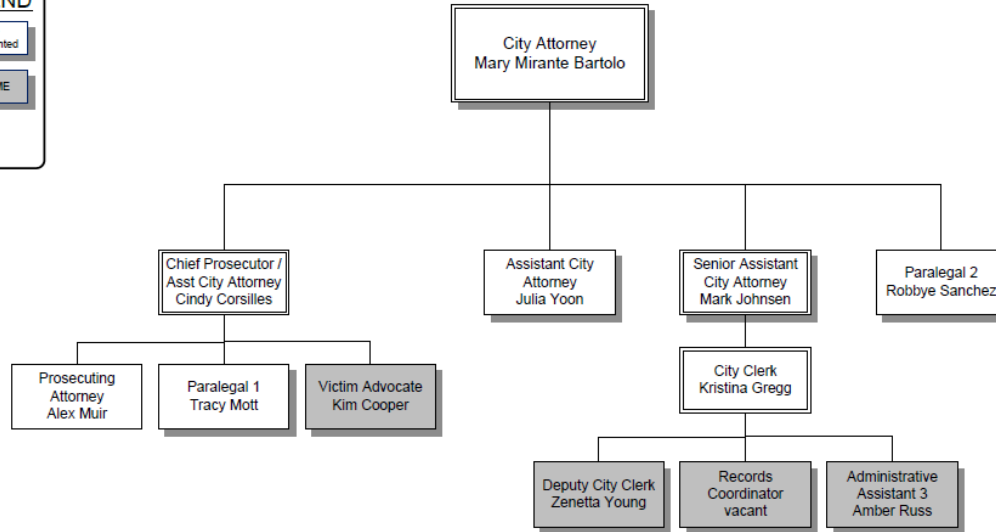 City Attorney
Mary Mirante Bartolo
Chief Prosecutor /
Asst City Attorney
Cindy Corsilles
Assistant City
Attorney
Julia Yoon
Senior Assistant
City Attorney
Mark Johnsen
Paralegal 2
Robbye Sanchez
Prosecuting
Attorney
Alex Muir
Paralegal 1
Tracy Mott
Victim Advocate
Kim Cooper
City Clerk
Kristina Gregg
Deputy City Clerk
Zenetta Young
Records
Coordinator
vacant
Administrative
Assistant 3
Amber Russ